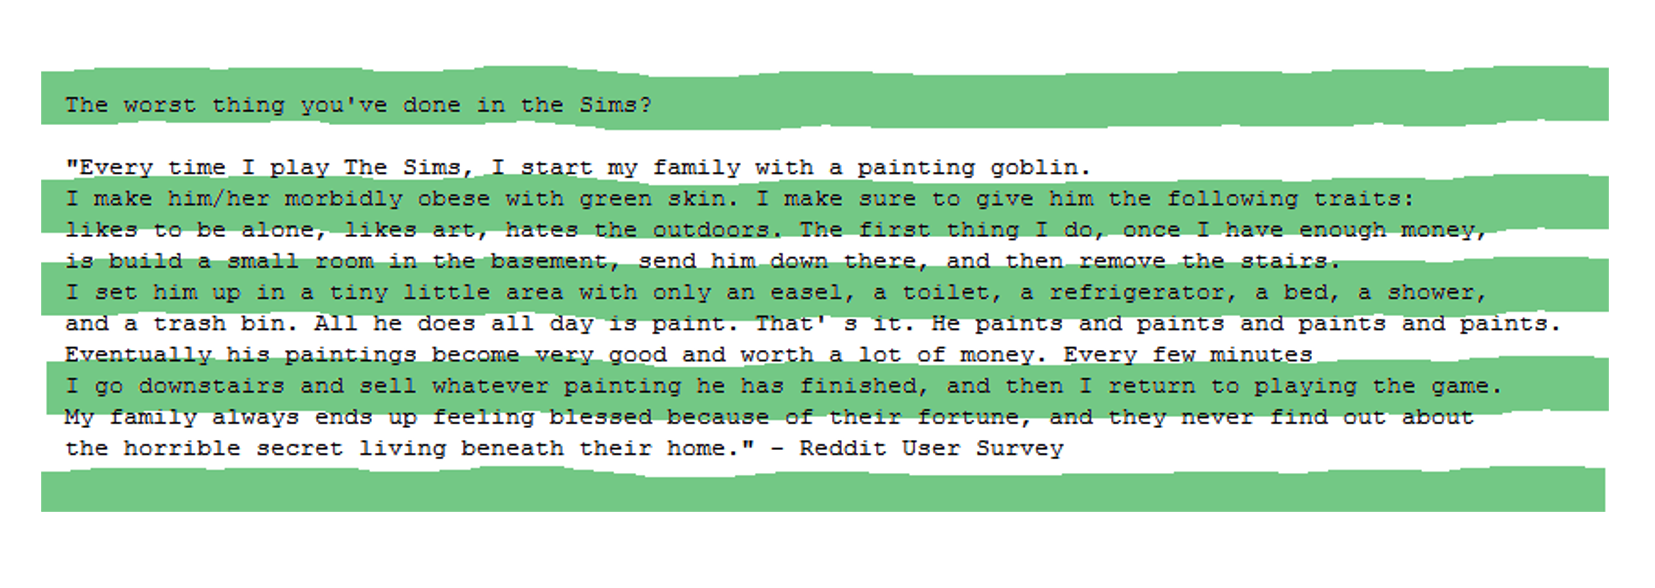 The worst thing you've done in the Sims?
"Every time I play The Sims, I start my family with a painting goblin.
I make him/her morbidly obese with green skin. I make sure to give him the following traits:
likes to be alone, likes art, hates the outdoors. The first thing I do, once I have enough money,
is build a small room in the basement, send him down there, and then remove the stairs.
I set him up in a tiny little area with only an easel, a toilet, a refrigerator, a bed, a shower,
and a trash bin. All he does all day is paint. That' s it. He paints and paints and paints and paints.
Eventually his paintings become very good and worth a lot of money. Every few minutes
I go downstairs and sell whatever painting he has finished, and then I return to playing the game.
My family always ends up feeling blessed because of their fortune, and they never find out about
the horrible secret living beneath their home." - Reddit User Survey